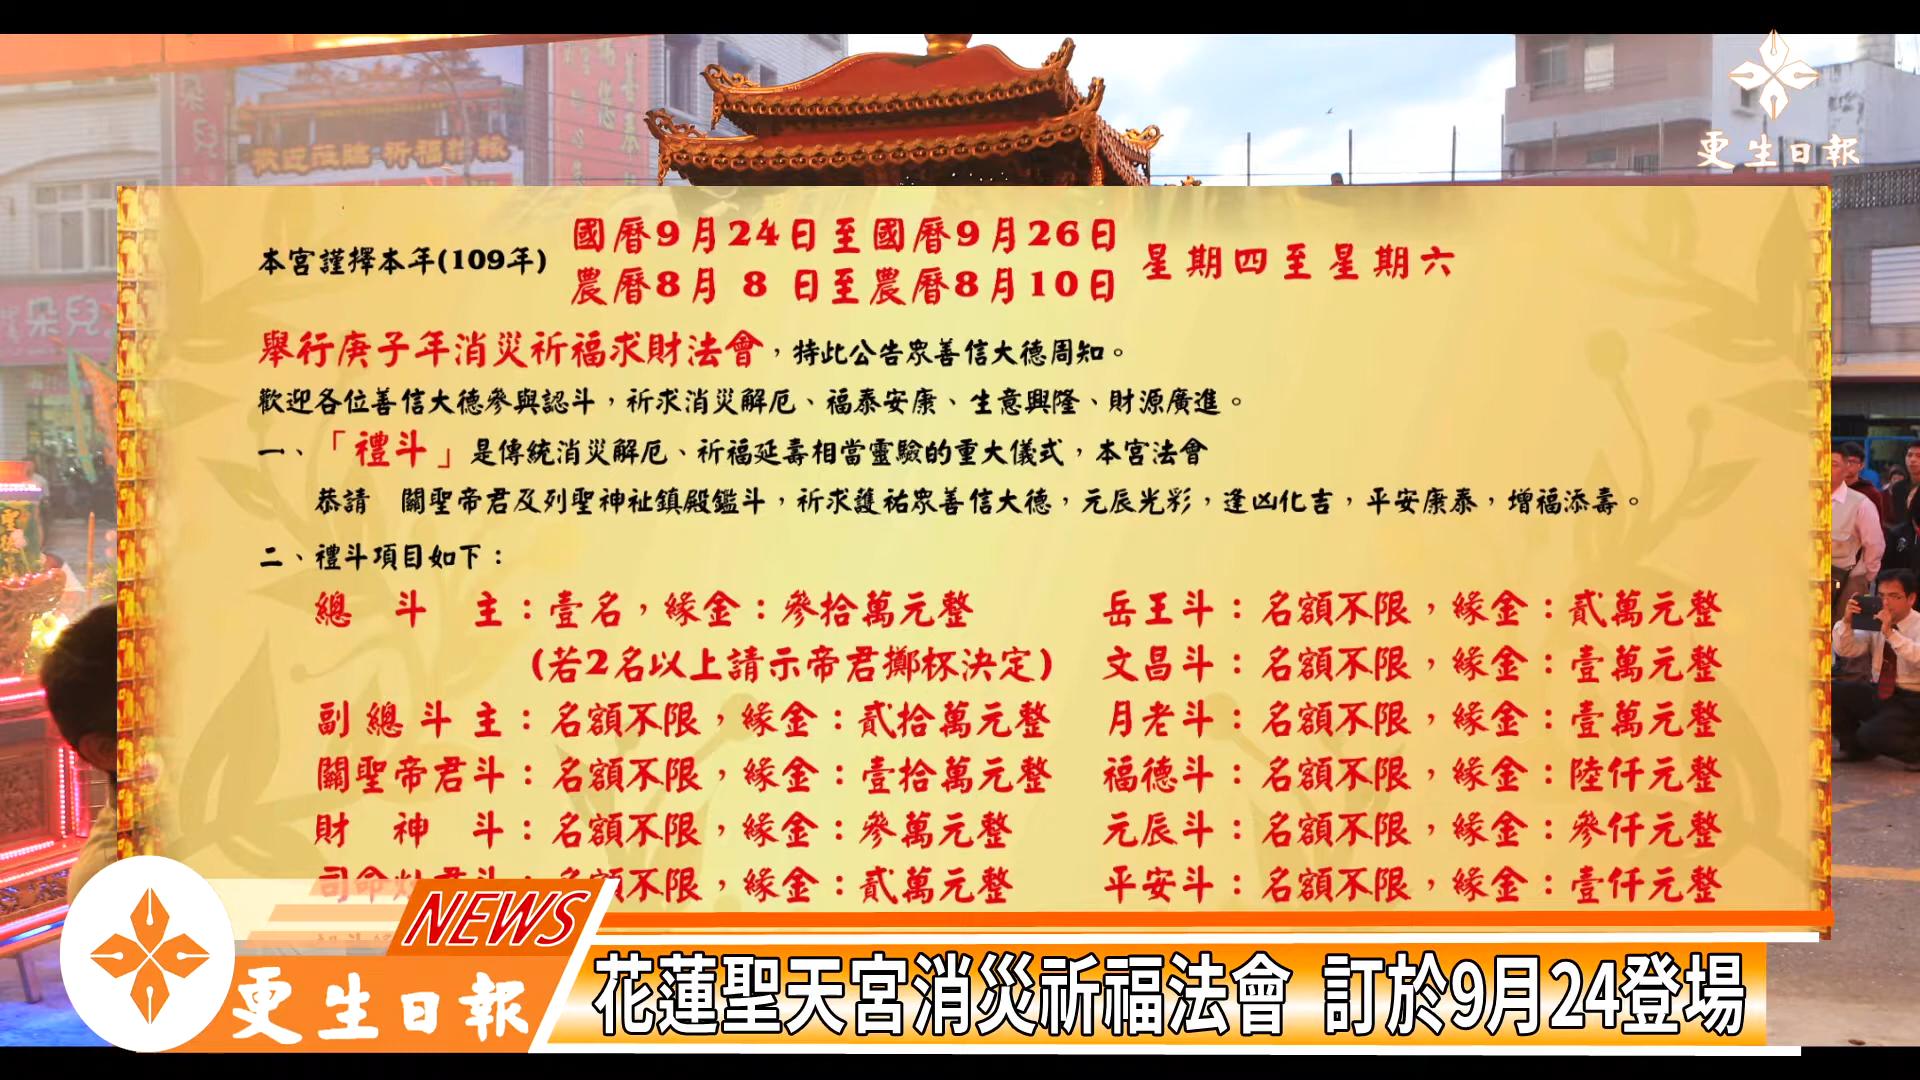 歡迎蒞臨 祈福
朵兒
更生日報
本宮謹擇本年(109年)
國曆9月24日至國曆9月26日
農曆8月 8 日至農曆8月10日
星期四至星期六
舉行庚子年消災祈福求財法會，特此公告眾善信大德周知。
歡迎各位善信大德參與認斗，祈求消災解厄、福泰安康、生意興隆、財源廣進。
一、「禮斗」是傳統消災解厄、祈福延壽相當靈驗的重大儀式，本宮法會
恭請 關聖帝君及列聖神祉鎮殿鑑斗，祈求護祐眾善信大德，元辰光彩，逢凶化吉，平安康泰，增福添壽。
二、禮斗項目如下：
總 斗 主：壹名，緣金：參拾萬元整
(若2名以上請示帝君擲杯決定)
副總斗主：名額不限，緣金：貳拾萬元整
關聖帝君斗：名額不限，緣金：壹拾萬元整
財 神 斗：名額不限，緣金：參萬元整
司命灶君斗：名額不限，緣金：貳萬元整
岳王斗：名額不限，緣金：貳萬元整
文昌斗：名額不限，緣金：壹萬元整
月老斗：名額不限，緣金：壹萬元整
福德斗：名額不限，緣金：陸仟元整
元辰斗：名額不限，緣金：參仟元整
平安斗：名額不限，緣金：壹仟元整
NEWS
更生日報
花蓮聖天宮消災祈福法會 訂於9月24登場